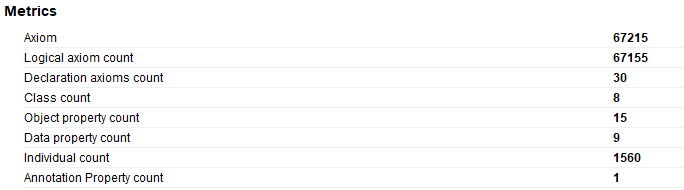 Metrics
Axiom 67215
Logical axiom count 67155
Declaration axioms count 30
Class count 8
Object property count 15
Data property count 9
Individual count 1560
Annotation Property count 1